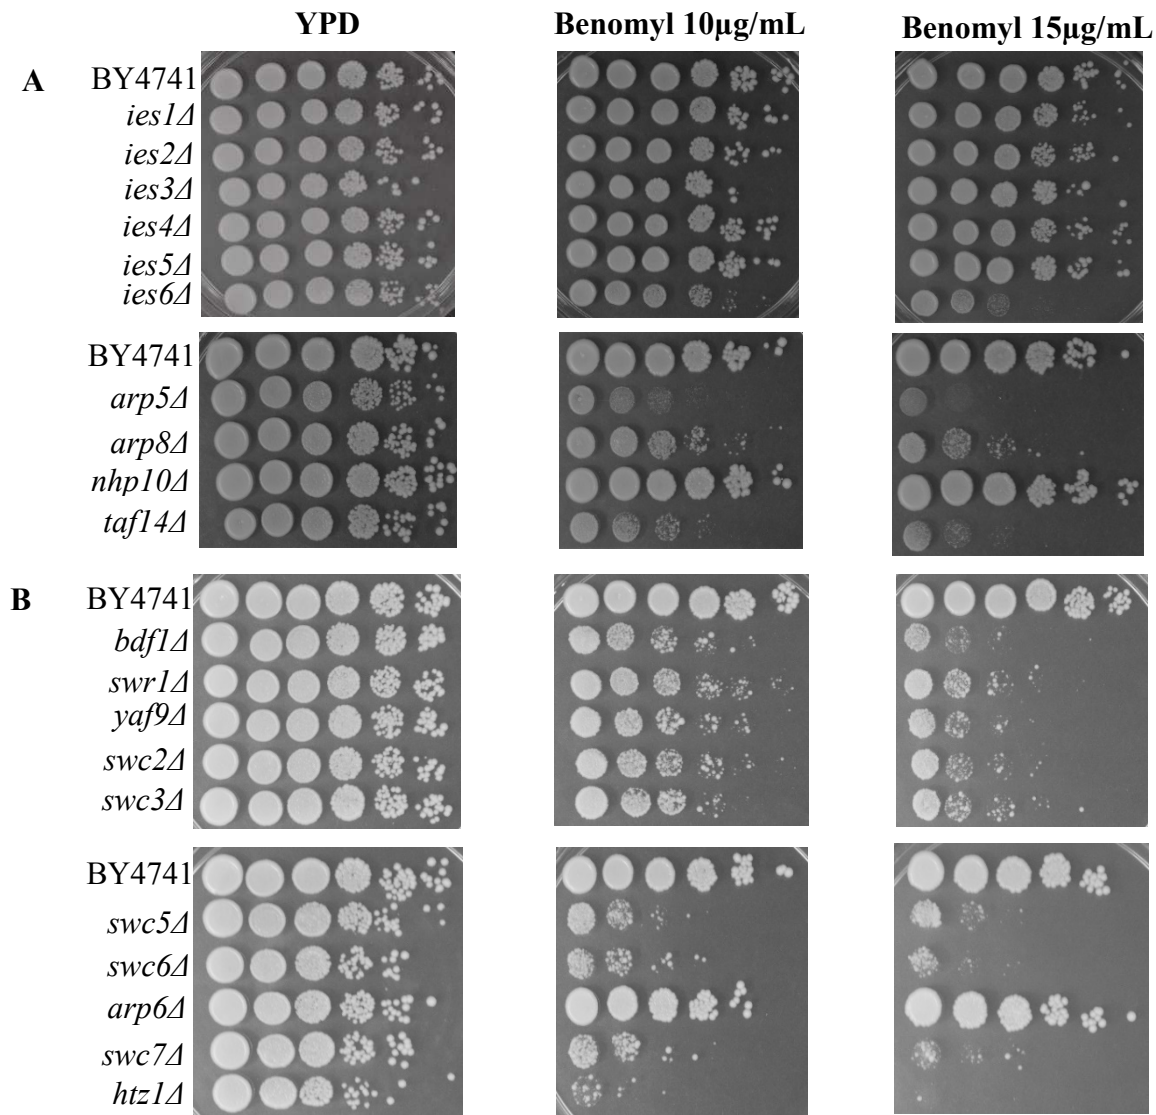 YPD Benomyl 10µg/mL Benomyl 15µg/mL
A BY4741
ies1Δ
ies2Δ
ies3Δ
ies4Δ
ies5Δ
ies6Δ
BY4741
arp5Δ
arp8Δ
nhp10Δ
taf14Δ
B BY4741
bdf1Δ
swr1Δ
yaf9Δ
swc2Δ
swc3Δ
BY4741
swc5Δ
swc6Δ
arp6Δ
swc7Δ
htz1Δ